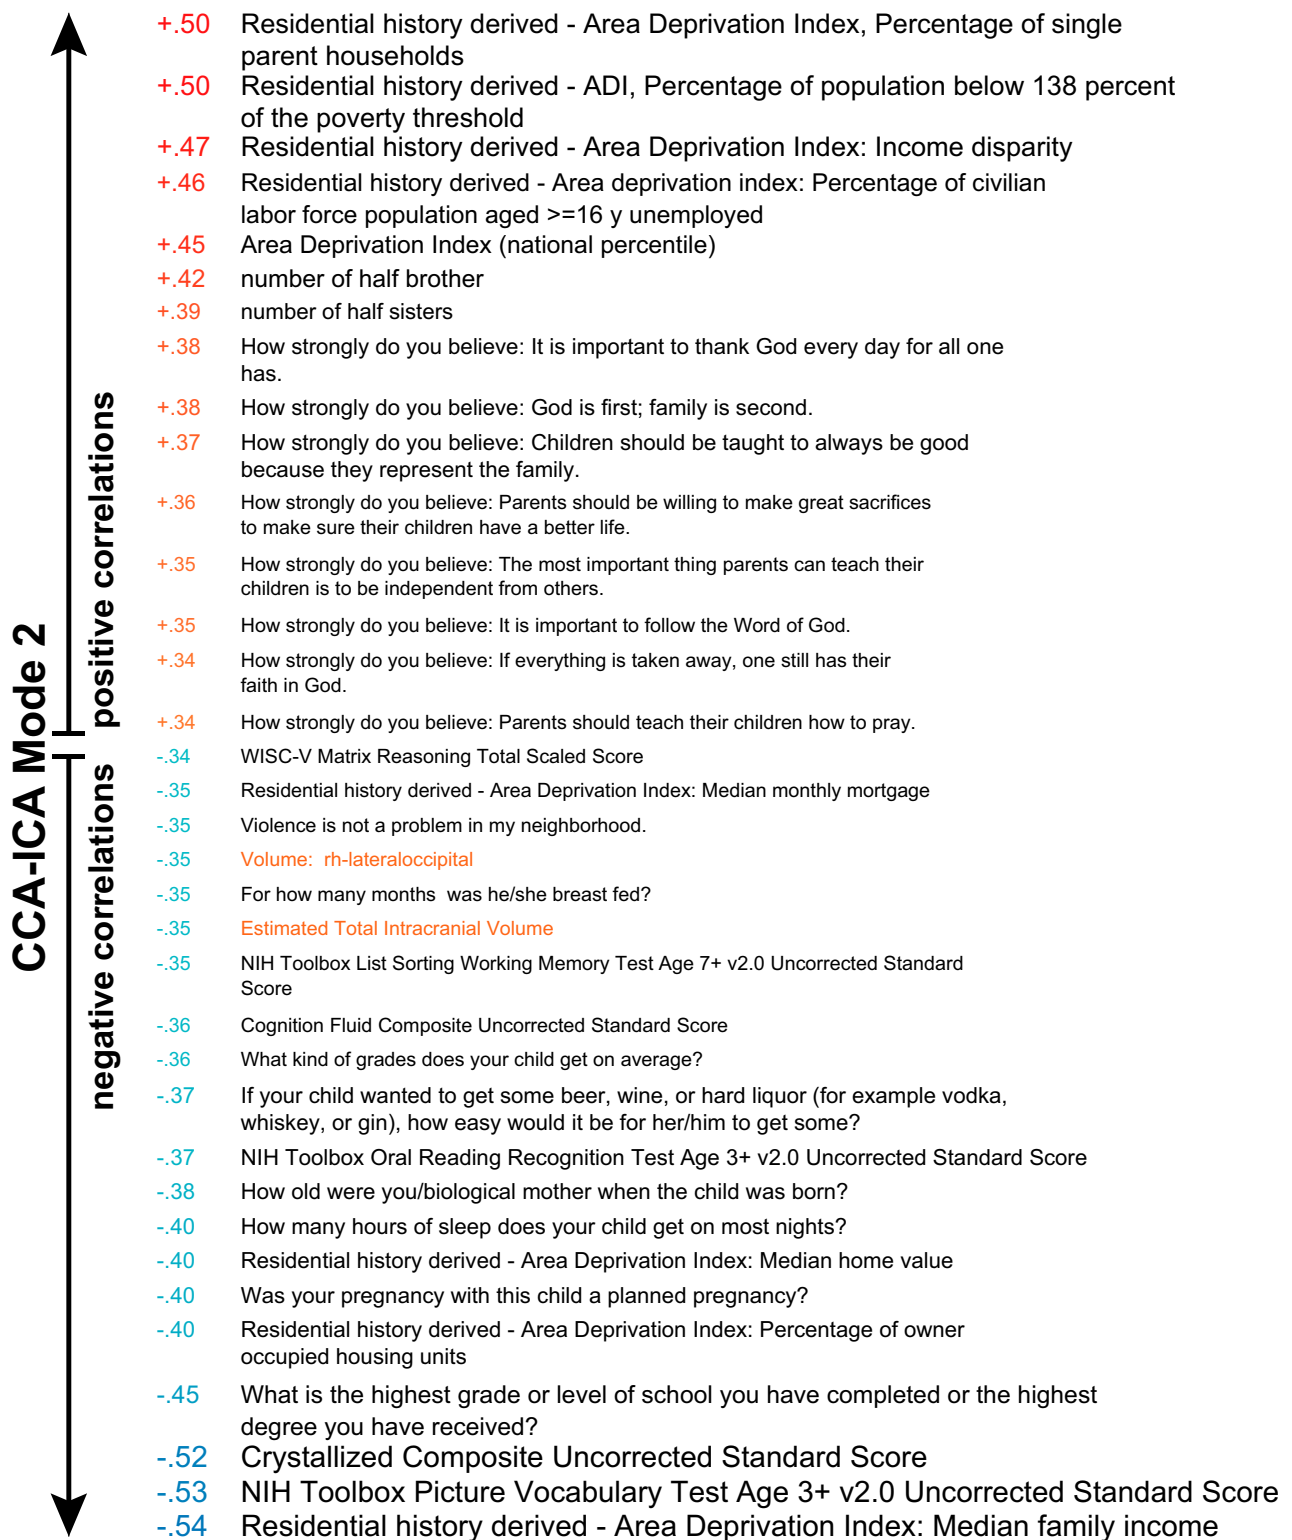 CCA-ICA Mode 2
positive correlations
negative correlations
+.50 Residential history derived - Area Deprivation Index, Percentage of single
parent households
+.50 Residential history derived - ADI, Percentage of population below 138 percent
of the poverty threshold
+.47 Residential history derived - Area Deprivation Index: Income disparity
+.46 Residential history derived - Area deprivation index: Percentage of civilian
labor force population aged >=16 y unemployed
+.45 Area Deprivation Index (national percentile)
+.42 number of half brother
+.39 number of half sisters
+.38 How strongly do you believe: It is important to thank God every day for all one
has.
+.38 How strongly do you believe: God is first; family is second.
+.37 How strongly do you believe: Children should be taught to always be good
because they represent the family.
+.36 How strongly do you believe: Parents should be willing to make great sacrifices
to make sure their children have a better life.
+.35 How strongly do you believe: The most important thing parents can teach their
children is to be independent from others.
+.35 How strongly do you believe: It is important to follow the Word of God.
+.34 How strongly do you believe: If everything is taken away, one still has their
faith in God.
+.34 How strongly do you believe: Parents should teach their children how to pray.
-.34 WISC-V Matrix Reasoning Total Scaled Score
-.35 Residential history derived - Area Deprivation Index: Median monthly mortgage
-.35 Violence is not a problem in my neighborhood.
-.35 Volume: rh-lateraloccipital
-.35 For how many months was he/she breast fed?
-.35 Estimated Total Intracranial Volume
-.35 NIH Toolbox List Sorting Working Memory Test Age 7+ v2.0 Uncorrected Standard
Score
-.36 Cognition Fluid Composite Uncorrected Standard Score
-.36 What kind of grades does your child get on average?
-.37 If your child wanted to get some beer, wine, or hard liquor (for example vodka,
whiskey, or gin), how easy would it be for her/him to get some?
-.37 NIH Toolbox Oral Reading Recognition Test Age 3+ v2.0 Uncorrected Standard Score
-.38 How old were you/biological mother when the child was born?
-.40 How many hours of sleep does your child get on most nights?
-.40 Residential history derived - Area Deprivation Index: Median home value
-.40 Was your pregnancy with this child a planned pregnancy?
-.40 Residential history derived - Area Deprivation Index: Percentage of owner
occupied housing units
-.45 What is the highest grade or level of school you have completed or the highest
degree you have received?
-.52 Crystallized Composite Uncorrected Standard Score
-.53 NIH Toolbox Picture Vocabulary Test Age 3+ v2.0 Uncorrected Standard Score
-.54 Residential history derived - Area Deprivation Index: Median family income